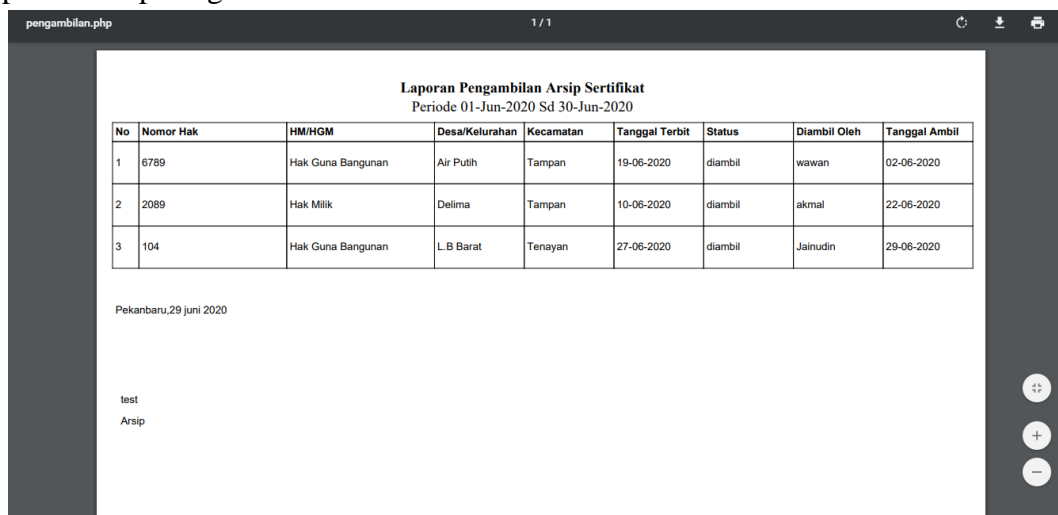 pengambilan.php 1 / 1
Laporan Pengambilan Arsip Sertifikat
Periode 01-Jun-2020 Sd 30-Jun-2020
No Nomor Hak HM/HGM Desa/Kelurahan Kecamatan Tanggal Terbit Status Diambil Oleh Tanggal Ambil
1 6789 Hak Guna Bangunan Air Putih Tampan 19-06-2020 diambil wawan 02-06-2020
2 2089 Hak Milik Delima Tampan 10-06-2020 diambil akmal 22-06-2020
3 104 Hak Guna Bangunan L.B Barat Tenayan 27-06-2020 diambil Jainudin 29-06-2020
Pekanbaru,29 juni 2020
test
Arsip